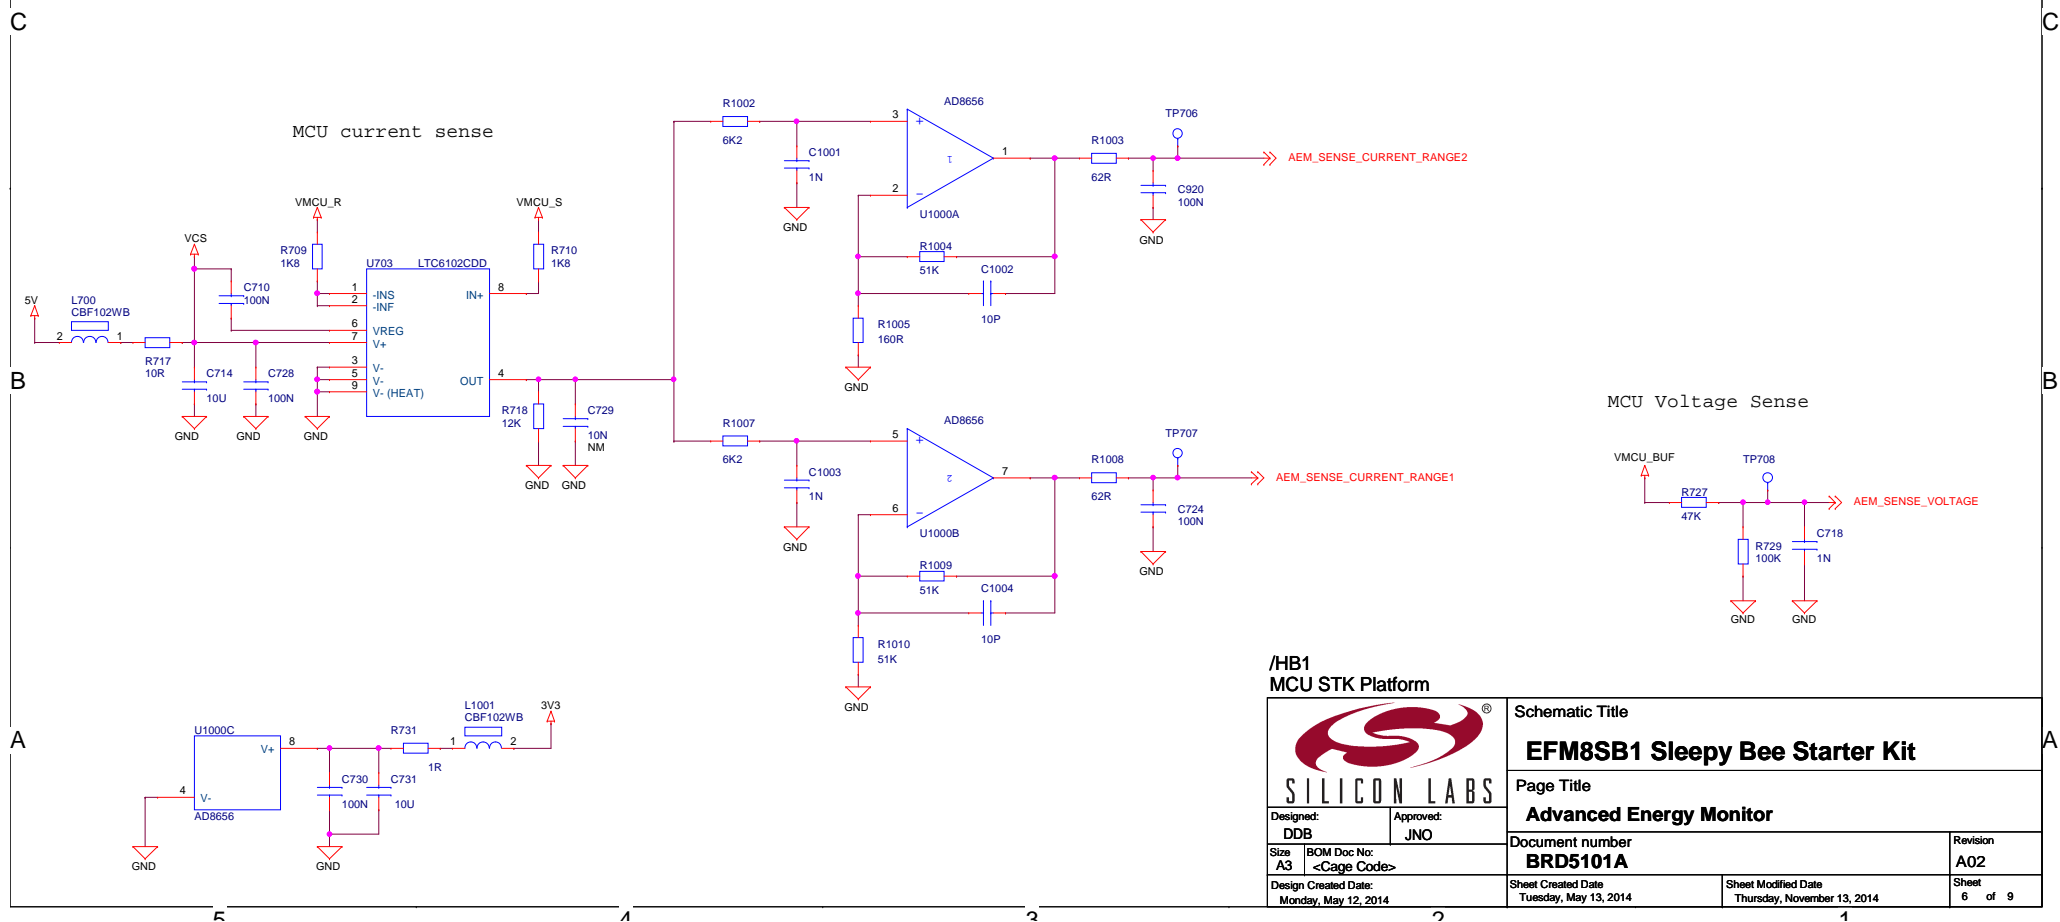 C
C
MCU current sense
VMCU_R
VMCU_S
VCS
R709
1K8
R710
1K8
U703
LTC6102CDD
C710
100N
5V
L700
CBF102WB
2
1
R717
10R
1
2
6
7
3
5
9
-INS
-INF
VREG
V+
V-
V-
V- (HEAT)
IN+
8
OUT
4
C714
10U
C728
100N
GND
GND
GND
R718
12K
C729
10N
NM
GND
GND
R1002
6K2
C1001
1N
GND
AD8656
3
+
2
−
1
1
U1000A
R1004
51K
C1002
10P
R1005
160R
GND
R1003
62R
TP706
C920
100N
GND
AEM_SENSE_CURRENT_RANGE2
B
B
R1007
6K2
C1003
1N
GND
AD8656
5
+
6
−
2
7
U1000B
R1009
51K
C1004
10P
R1010
51K
GND
R1008
62R
TP707
C724
100N
GND
AEM_SENSE_CURRENT_RANGE1
MCU Voltage Sense
VMCU_BUF
TP708
R727
47K
R729
100K
C718
1N
GND
GND
AEM_SENSE_VOLTAGE
A
A
U1000C
V+
8
4
V-
AD8656
GND
C730
100N
C731
10U
GND
R731
1R
L1001
CBF102WB
1
2
3V3
/HB1
MCU STK Platform
®
SILICON LABS
Schematic Title
EFM8SB1 Sleepy Bee Starter Kit
Page Title
Advanced Energy Monitor
Designed:
DDB
Approved:
JNO
Document number
BRD5101A
Revision
A02
Size
A3
BOM Doc No:
<Cage Code>
Design Created Date:
Monday, May 12, 2014
Sheet Created Date
Tuesday, May 13, 2014
Sheet Modified Date
Thursday, November 13, 2014
Sheet
6 of 9
5
4
3
2
1